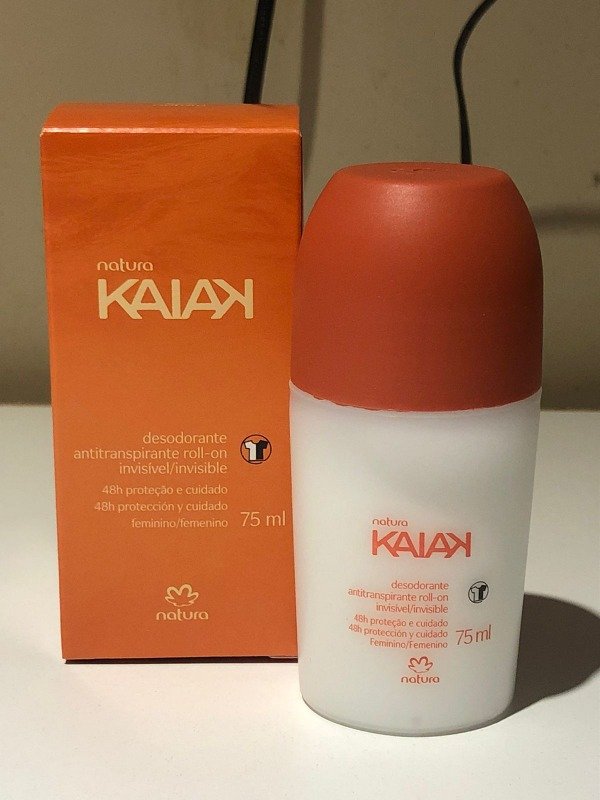 natura
KAIAK
desodorante
antitranspirante roll-on
invisível/invisible
48h proteção e cuidado
48h protección y cuidado
feminino/femenino 75 ml
natura
natura
KAIAK
desodorante
antitranspirante roll-on
invisível/invisible
48h proteção e cuidado
48h protección y cuidado
Feminino/Femenino 75 ml
natura